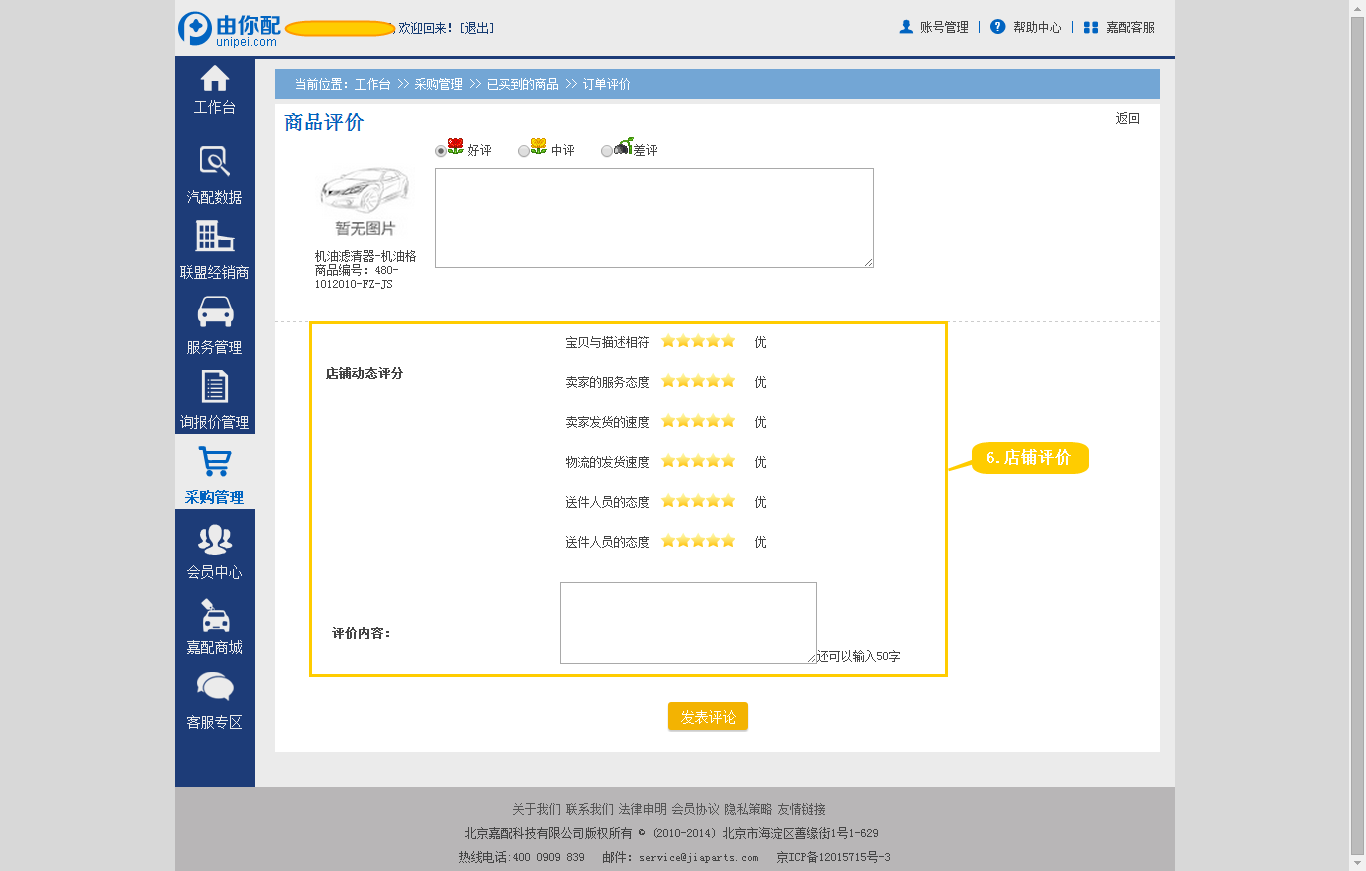 由你配
unipei.com
, 欢迎回来! [退出]
账号管理 | 帮助中心 | 嘉配客服
工作台
汽配数据
联盟经销商
服务管理
询报价管理
采购管理
会员中心
嘉配商城
客服专区
当前位置: 工作台 >> 采购管理 >> 已买到的商品 >> 订单评价
商品评价
返回
好评 中评 差评
暂无图片
机油滤清器-机油格
商品编号: 480-
1012010-FZ-JS
店铺动态评分
宝贝与描述相符 优
卖家的服务态度 优
卖家发货的速度 优
物流的发货速度 优
送件人员的态度 优
送件人员的态度 优
6.店铺评价
评价内容:
还可以输入50字
发表评论
关于我们 联系我们 法律申明 会员协议 隐私策略 友情链接
北京嘉配科技有限公司版权所有 © (2010-2014) 北京市海淀区善缘街1号1-629
热线电话:400 0909 839 邮件: service@jiaparts.com 京ICP备12015715号-3